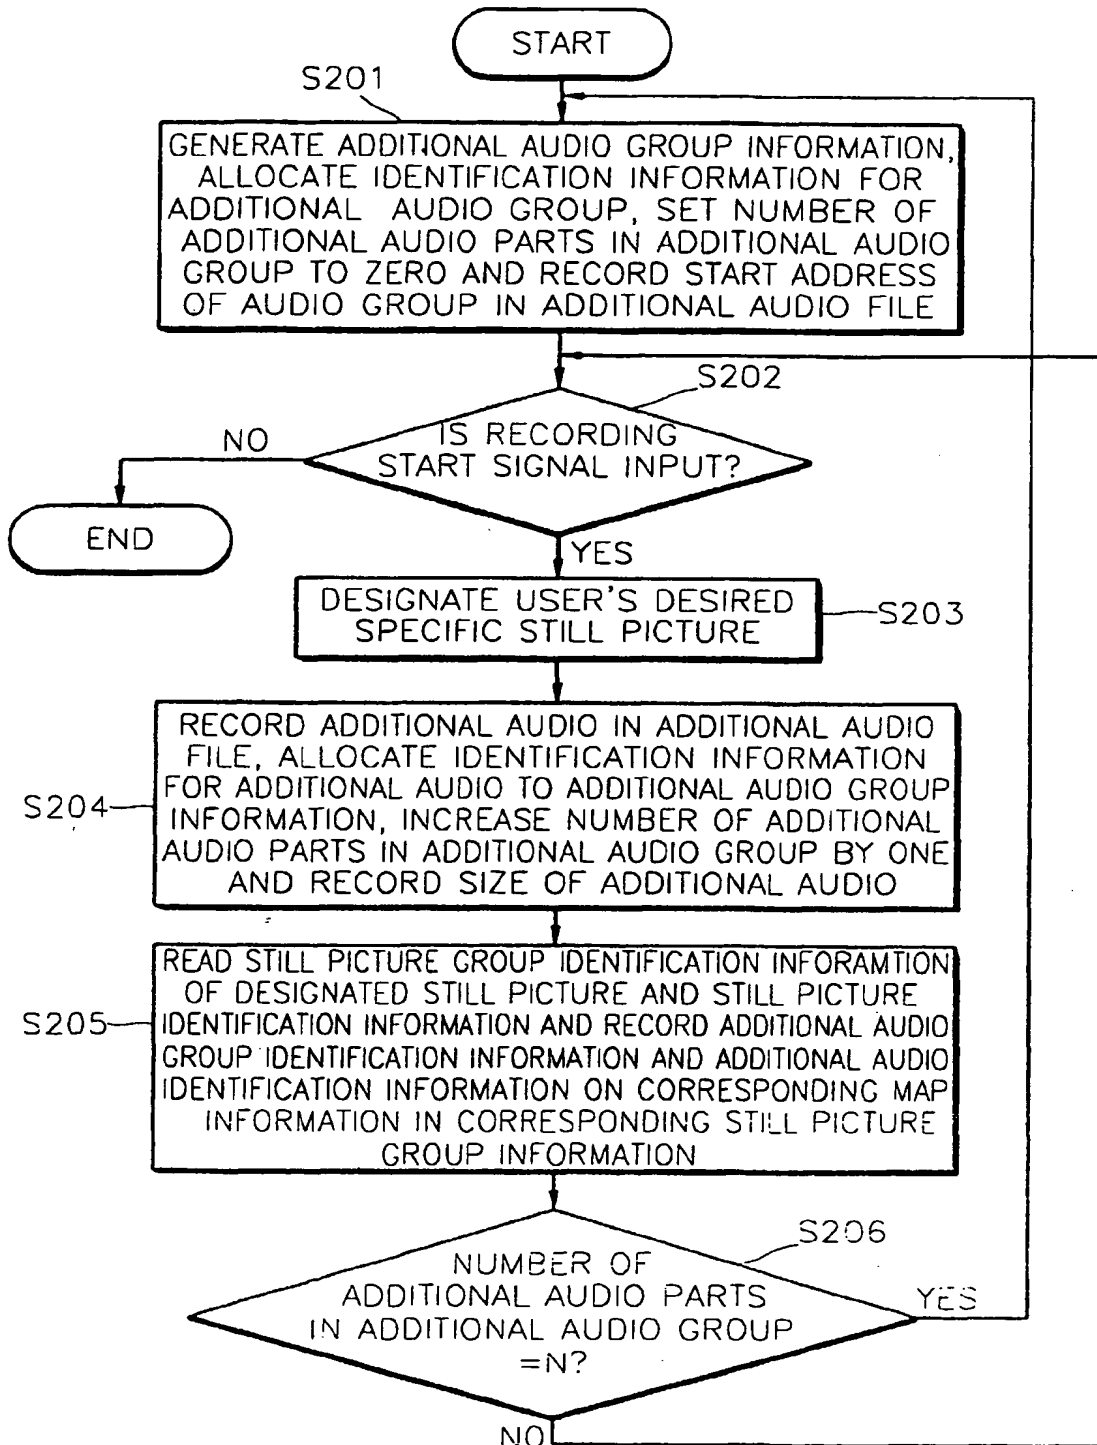 START
S201
GENERATE ADDITIONAL AUDIO GROUP INFORMATION,
ALLOCATE IDENTIFICATION INFORMATION FOR
ADDITIONAL AUDIO GROUP, SET NUMBER OF
ADDITIONAL AUDIO PARTS IN ADDITIONAL AUDIO
GROUP TO ZERO AND RECORD START ADDRESS
OF AUDIO GROUP IN ADDITIONAL AUDIO FILE
S202
IS RECORDING
START SIGNAL INPUT?
NO
END
YES
DESIGNATE USER'S DESIRED
SPECIFIC STILL PICTURE
S203
RECORD ADDITIONAL AUDIO IN ADDITIONAL AUDIO
FILE, ALLOCATE IDENTIFICATION INFORMATION
FOR ADDITIONAL AUDIO TO ADDITIONAL AUDIO GROUP
INFORMATION, INCREASE NUMBER OF ADDITIONAL
AUDIO PARTS IN ADDITIONAL AUDIO GROUP BY ONE
AND RECORD SIZE OF ADDITIONAL AUDIO
S204
READ STILL PICTURE GROUP IDENTIFICATION INFORAMTION
OF DESIGNATED STILL PICTURE AND STILL PICTURE
IDENTIFICATION INFORMATION AND RECORD ADDITIONAL AUDIO
GROUP IDENTIFICATION INFORMATION AND ADDITIONAL AUDIO
IDENTIFICATION INFORMATION ON CORRESPONDING MAP
INFORMATION IN CORRESPONDING STILL PICTURE
GROUP INFORMATION
S205
S206
NUMBER OF
ADDITIONAL AUDIO PARTS
IN ADDITIONAL AUDIO GROUP
=N?
YES
NO